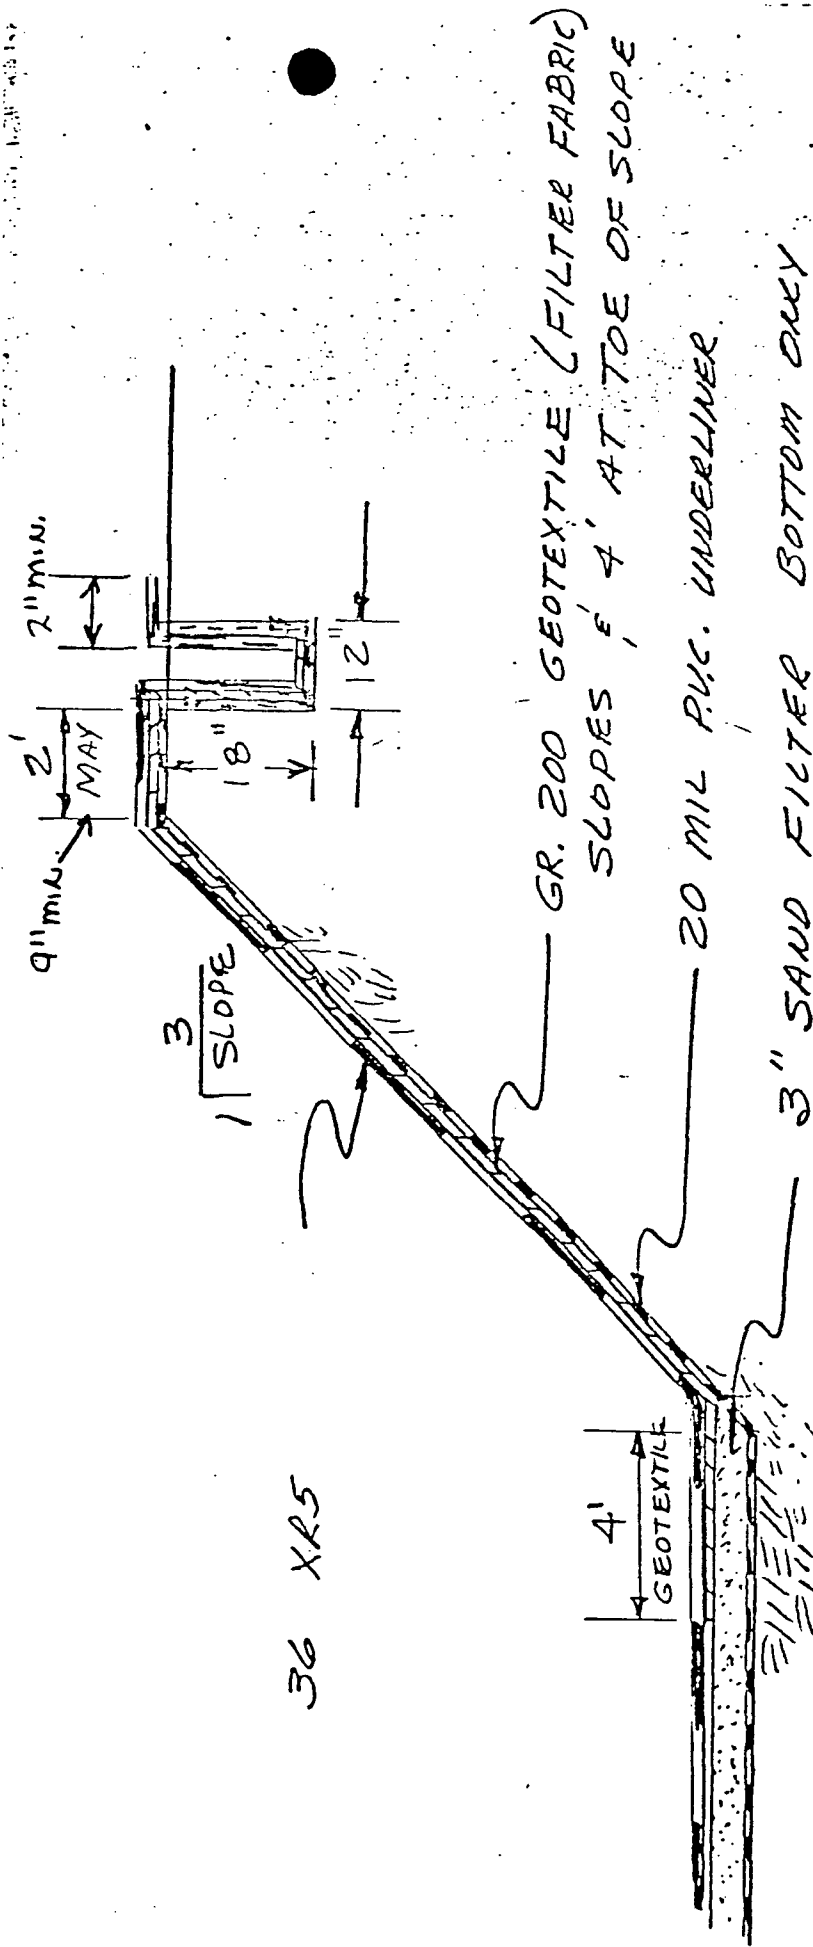 2" MIN.
2'
MAY
9" MIN.
12"
18"
3
1 SLOPE
GR. 200 GEOTEXTILE (FILTER FABRIC)
SLOPES & 4' AT TOE OF SLOPE
36 XR5
20 MIL P.V.C. UNDERLINER
4'
GEOTEXTILE
3" SAND FILTER BOTTOM ONLY